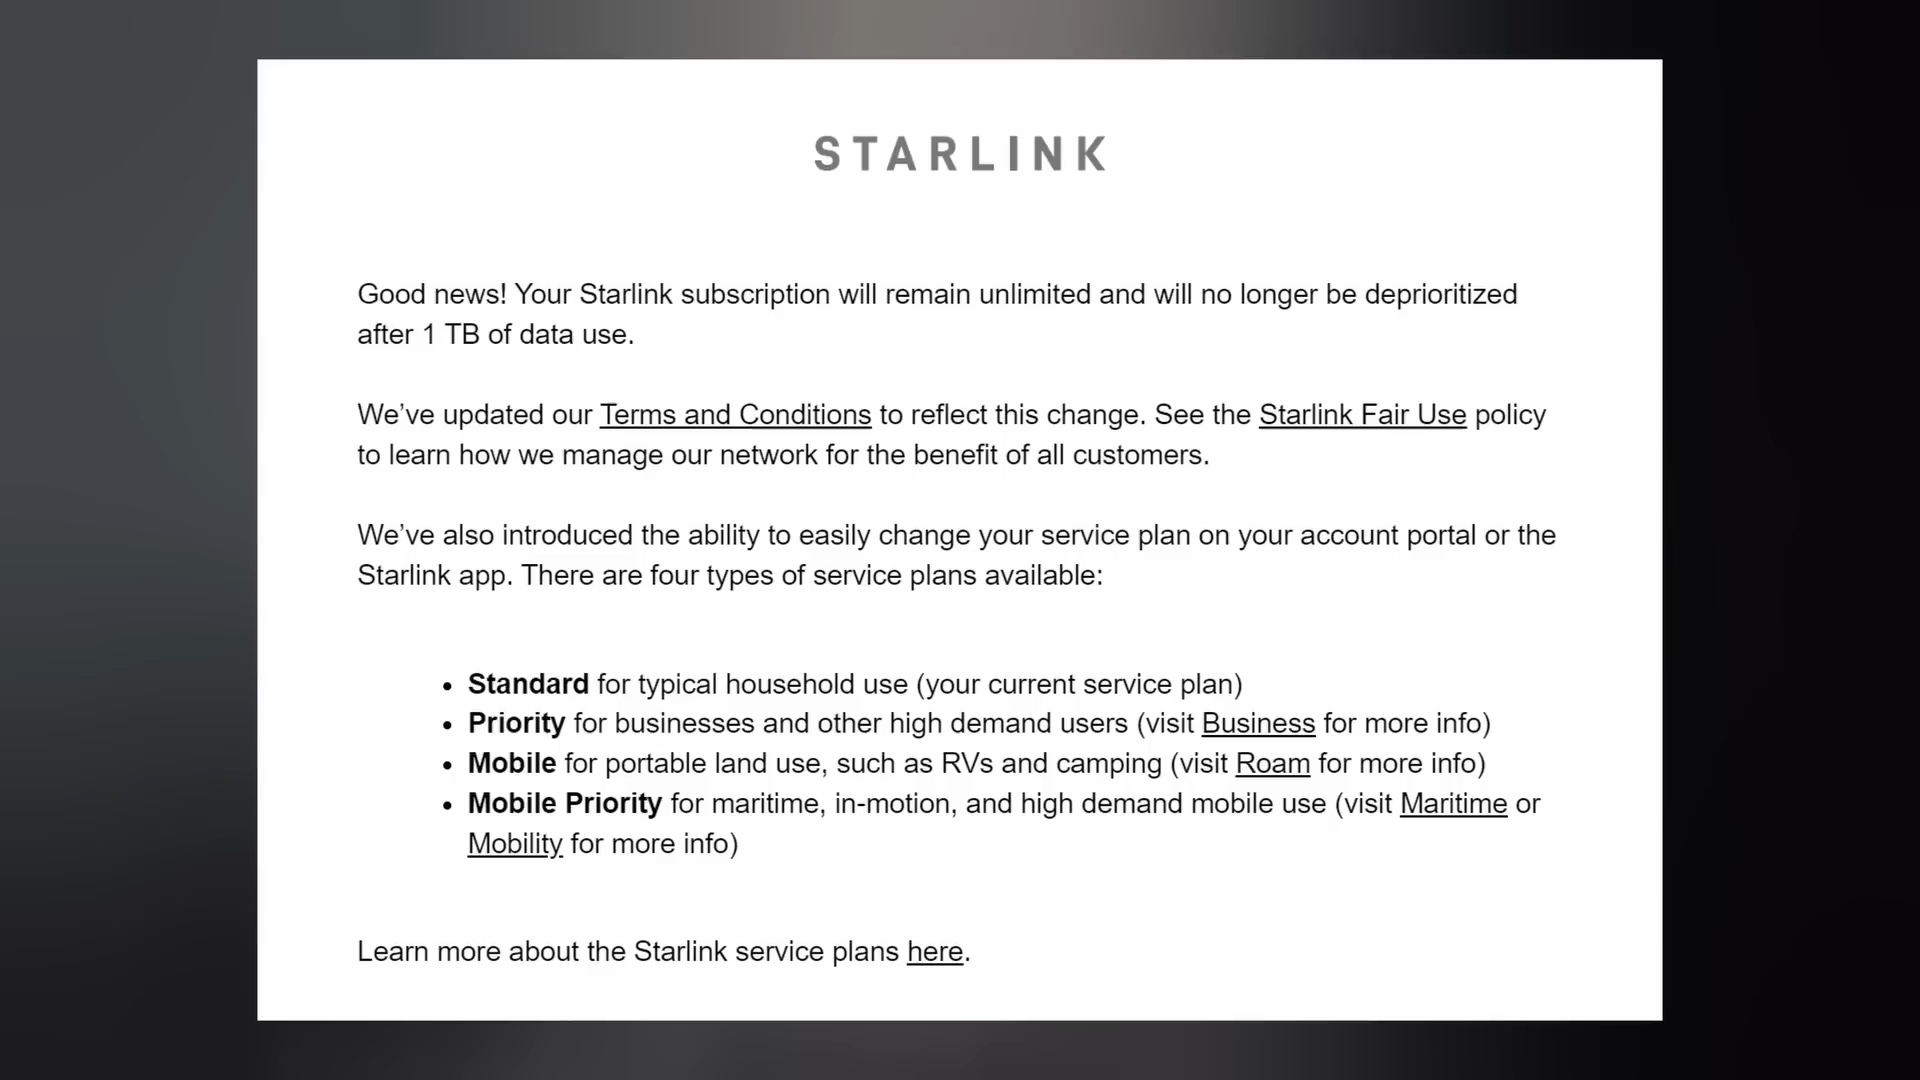 STARLINK
Good news! Your Starlink subscription will remain unlimited and will no longer be deprioritized
after 1 TB of data use.
We’ve updated our Terms and Conditions to reflect this change. See the Starlink Fair Use policy
to learn how we manage our network for the benefit of all customers.
We’ve also introduced the ability to easily change your service plan on your account portal or the
Starlink app. There are four types of service plans available:
• Standard for typical household use (your current service plan)
• Priority for businesses and other high demand users (visit Business for more info)
• Mobile for portable land use, such as RVs and camping (visit Roam for more info)
• Mobile Priority for maritime, in-motion, and high demand mobile use (visit Maritime or
Mobility for more info)
Learn more about the Starlink service plans here.